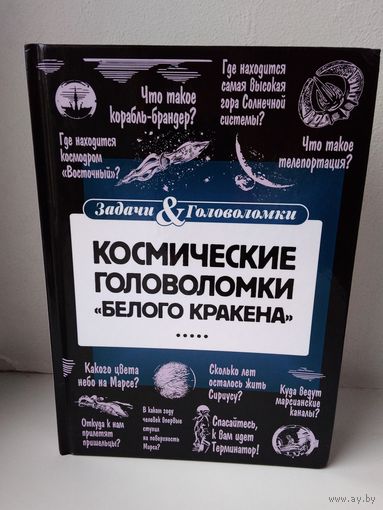 Что такое
корабль-брандер?
Где находится
самая высокая
гора Солнечной
системы?
Где находится
космодром
«Восточный»?
Что такое
телепортация?
Задачи & Головоломки
КОСМИЧЕСКИЕ
ГОЛОВОЛОМКИ
«БЕЛОГО КРАКЕНА»
Какого цвета
небо на Марсе?
Сколько лет
осталось жить
Сириусу?
Куда ведут
марсианские
каналы?
Откуда к нам
прилетят
пришельцы?
В каком году
человек впервые
ступил
на поверхность
Марса?
Спасайтесь,
к вам идет
Терминатор!
ay.by